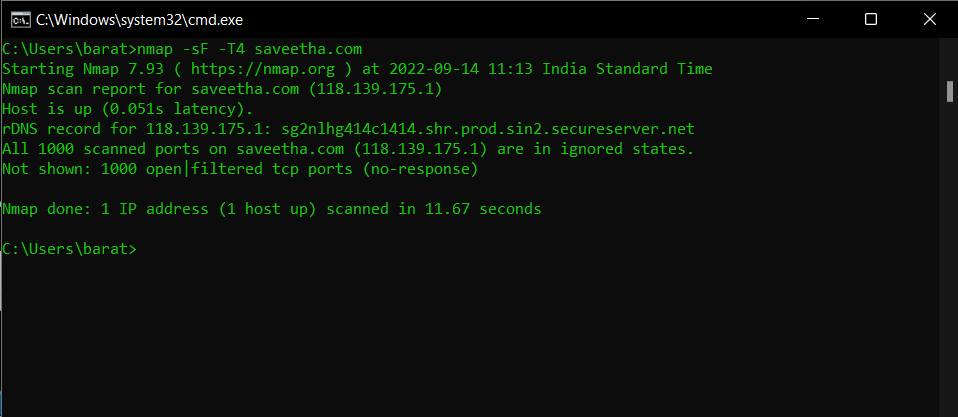 C:\Windows\system32\cmd.exe
C:\Users\barat>nmap -sF -T4 saveetha.com
Starting Nmap 7.93 ( https://nmap.org ) at 2022-09-14 11:13 India Standard Time
Nmap scan report for saveetha.com (118.139.175.1)
Host is up (0.051s latency).
rDNS record for 118.139.175.1: sg2nlhg414c1414.shr.prod.sin2.secureserver.net
All 1000 scanned ports on saveetha.com (118.139.175.1) are in ignored states.
Not shown: 1000 open|filtered tcp ports (no-response)
Nmap done: 1 IP address (1 host up) scanned in 11.67 seconds
C:\Users\barat>